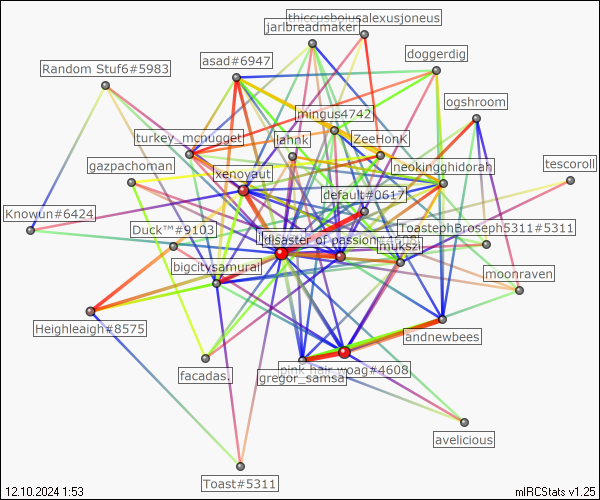 thiccusboiusalexusjoneus
jarlbreadmaker
doggerdig
asad#6947
Random Stuf6#5983
ogshroom
mingus4742
turkey_mcnugget
lahnk
ZeetonK
gazpachoman
xenoyaut
neokingghidorah
tescoroll
default#0617
Knowun#6424
Duck™#9103
ToastephBroseph5311#5311
disaster of passion
mukszi
bigcitysamurai
moonraven
Heighleaigh#8575
andnewbees
facadas.
pink hair woag#4608
gregor_samsa
avelicious
Toast#5311
12.10.2024 1:53
mIRCStats v1.25